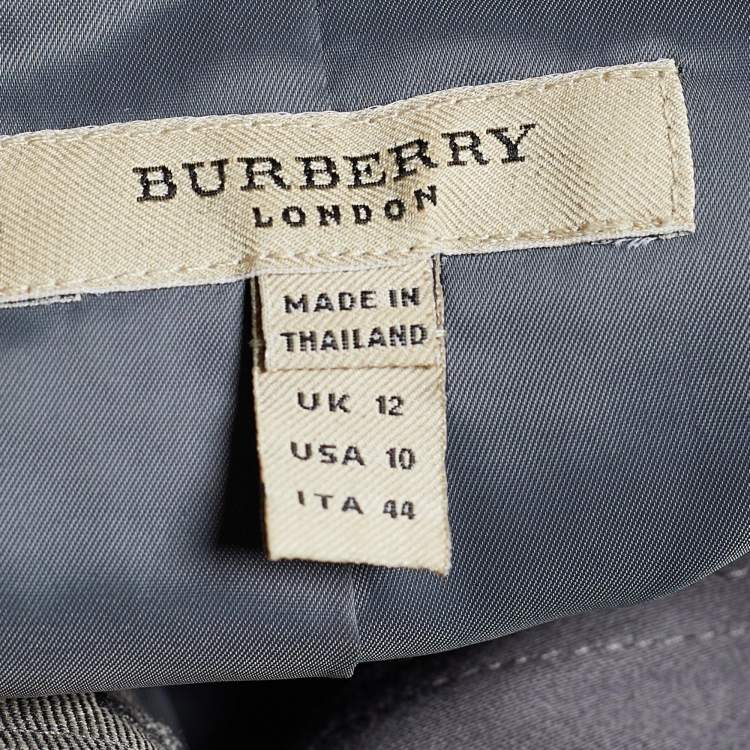 BURBERRY
LONDON
MADE IN
THAILAND
UK 12
USA 10
ITA 44